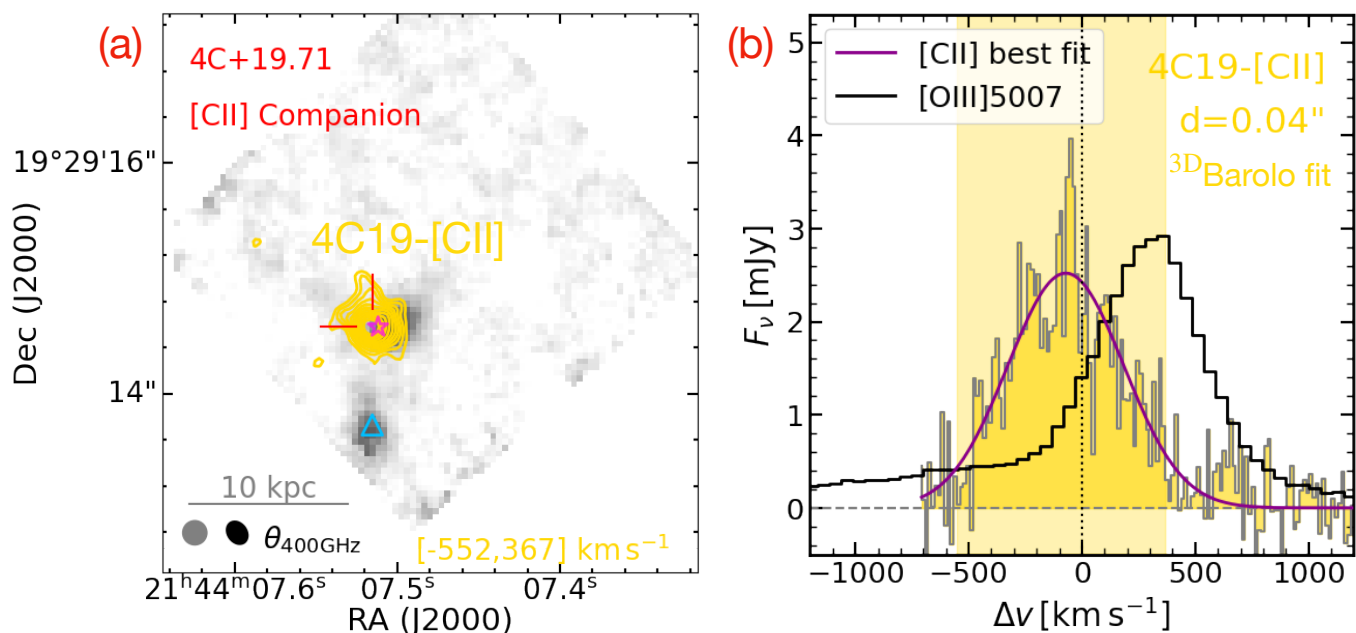 (a)
4C+19.71
[CII] Companion
4C19-[CII]
10 kpc
θ400GHz
[-552,367] km s⁻¹
19°29'16"
14"
Dec (J2000)
21ʰ44ᵐ07.6ˢ
07.5ˢ
07.4ˢ
RA (J2000)
(b)
[CII] best fit
[OIII]5007
4C19-[CII]
d=0.04"
³ᴰBarolo fit
5
4
3
2
1
0
Fν [mJy]
−1000
−500
0
500
1000
Δv [km s⁻¹]